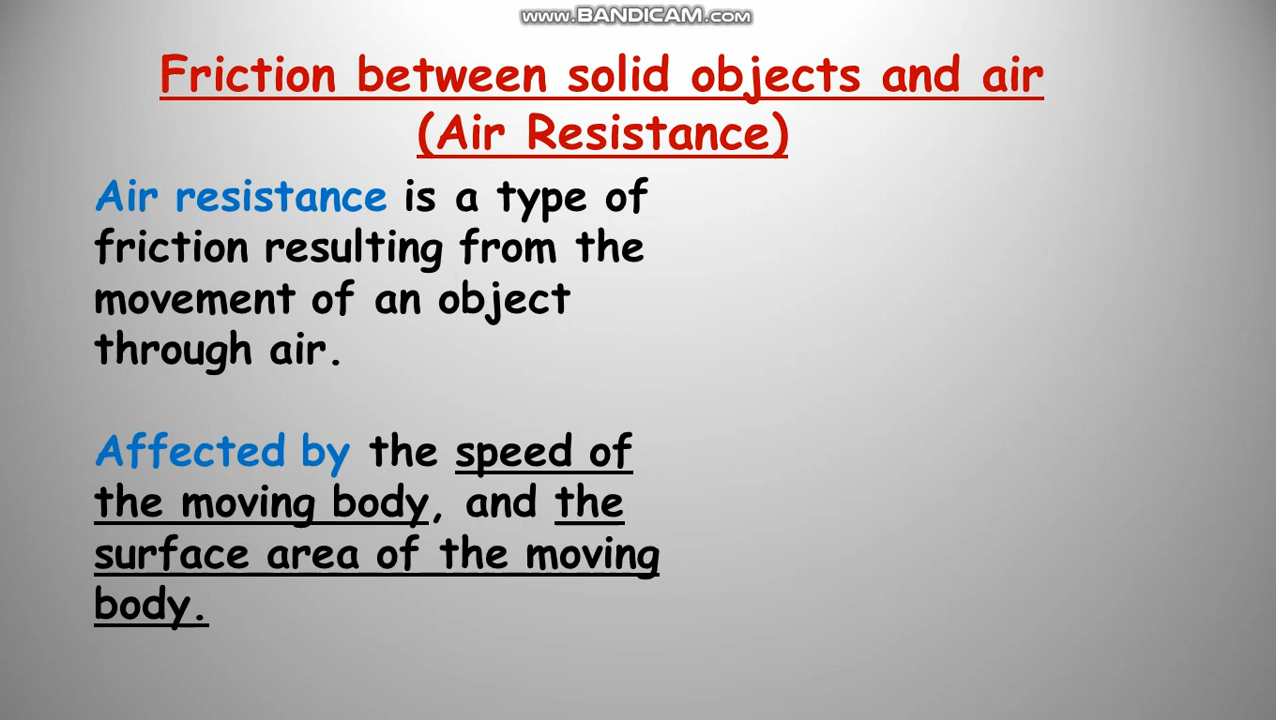 www.BANDICAM.com
Friction between solid objects and air
(Air Resistance)
Air resistance is a type of
friction resulting from the
movement of an object
through air.
Affected by the speed of
the moving body, and the
surface area of the moving
body.